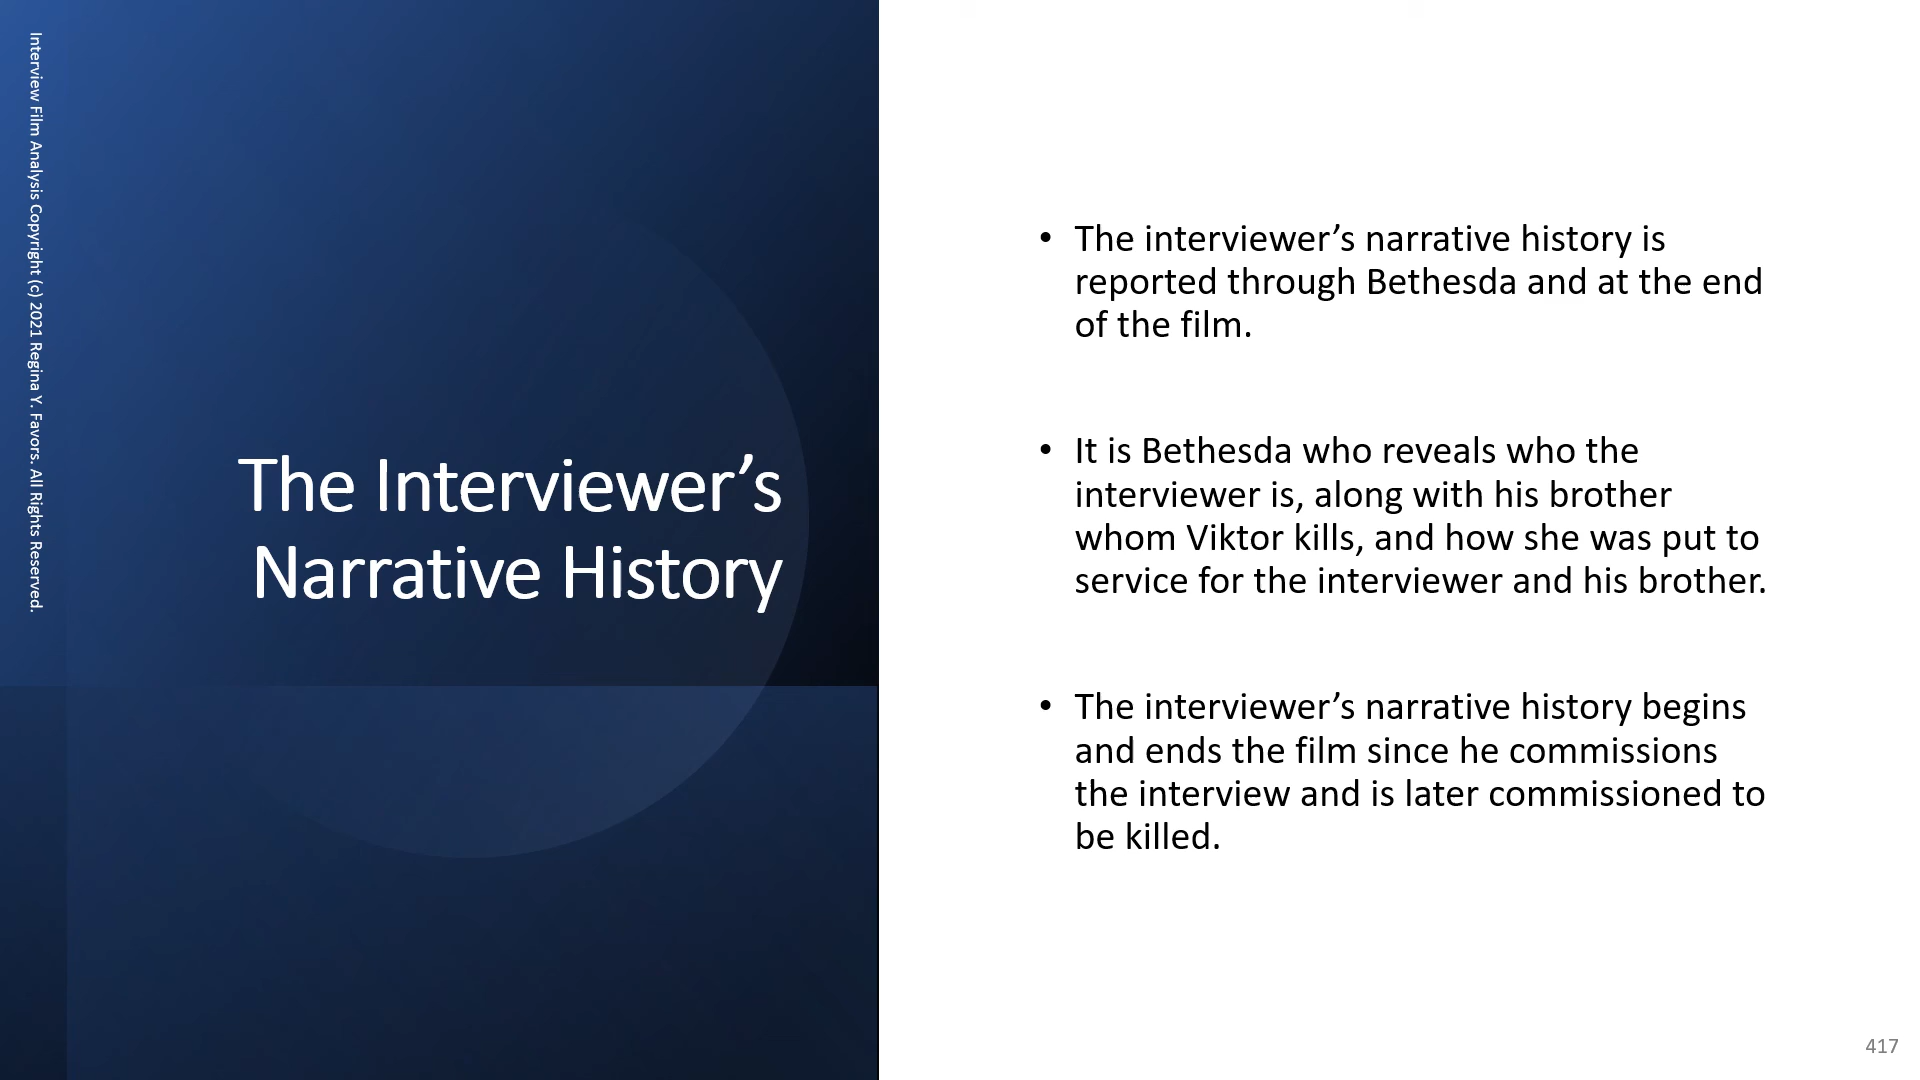 Interview Film Analysis Copyright (c) 2021 Regina Y. Favors. All Rights Reserved.
The Interviewer’s
Narrative History
• The interviewer’s narrative history is
reported through Bethesda and at the end
of the film.
• It is Bethesda who reveals who the
interviewer is, along with his brother
whom Viktor kills, and how she was put to
service for the interviewer and his brother.
• The interviewer’s narrative history begins
and ends the film since he commissions
the interview and is later commissioned to
be killed.
417